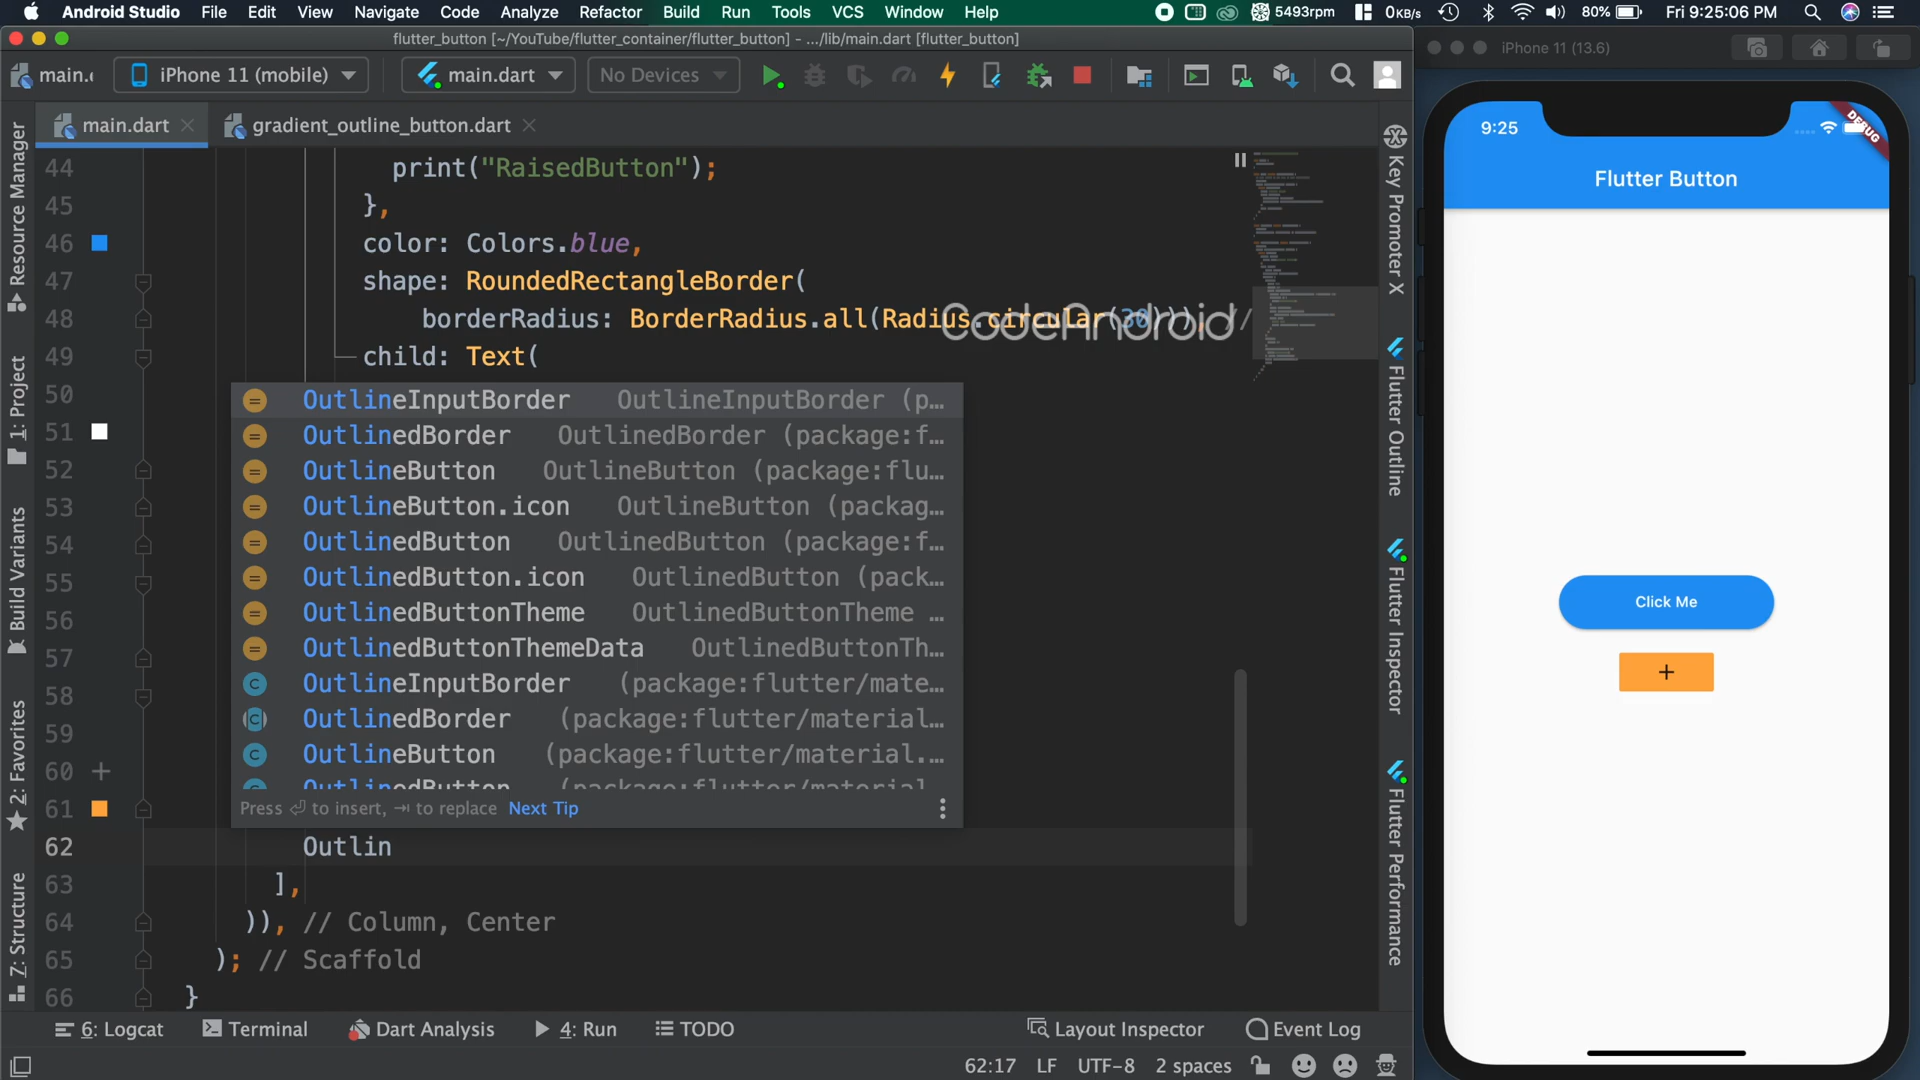 Android Studio File Edit View Navigate Code Analyze Refactor Build Run Tools VCS Window Help 5493rpm 0KB/s 80% Fri 9:25:06 PM
flutter_button [~/YouTube/flutter_container/flutter_button] - .../lib/main.dart [flutter_button]
iPhone 11 (13.6)
main.( iPhone 11 (mobile) main.dart No Devices
main.dart gradient_outline_button.dart
44 print("RaisedButton");
45 },
46 color: Colors.blue,
47 shape: RoundedRectangleBorder(
48 borderRadius: BorderRadius.all(Radius.circular(30))), //
CodeAndroid
49 child: Text(
50 OutlineInputBorder OutlineInputBorder (p…
51 OutlinedBorder OutlinedBorder (package:f…
52 OutlineButton OutlineButton (package:flu…
53 OutlineButton.icon OutlineButton (packag…
54 OutlinedButton OutlinedButton (package:f…
55 OutlinedButton.icon OutlinedButton (pack…
56 OutlinedButtonTheme OutlinedButtonTheme …
57 OutlinedButtonThemeData OutlinedButtonTh…
58 OutlineInputBorder (package:flutter/mate…
59 OutlinedBorder (package:flutter/material…
60 OutlineButton (package:flutter/material.…
OutlinedButton (package:flutter/material
61 Press ⏎ to insert, ⇥ to replace Next Tip
62 Outlin
63 ],
64 )), // Column, Center
65 ); // Scaffold
66 }
Resource Manager
1: Project
Build Variants
2: Favorites
7: Structure
Key Promoter X
Flutter Outline
Flutter Inspector
Flutter Performance
6: Logcat Terminal Dart Analysis 4: Run TODO Layout Inspector Event Log
62:17 LF UTF-8 2 spaces
9:25
DEBUG
Flutter Button
Click Me
+